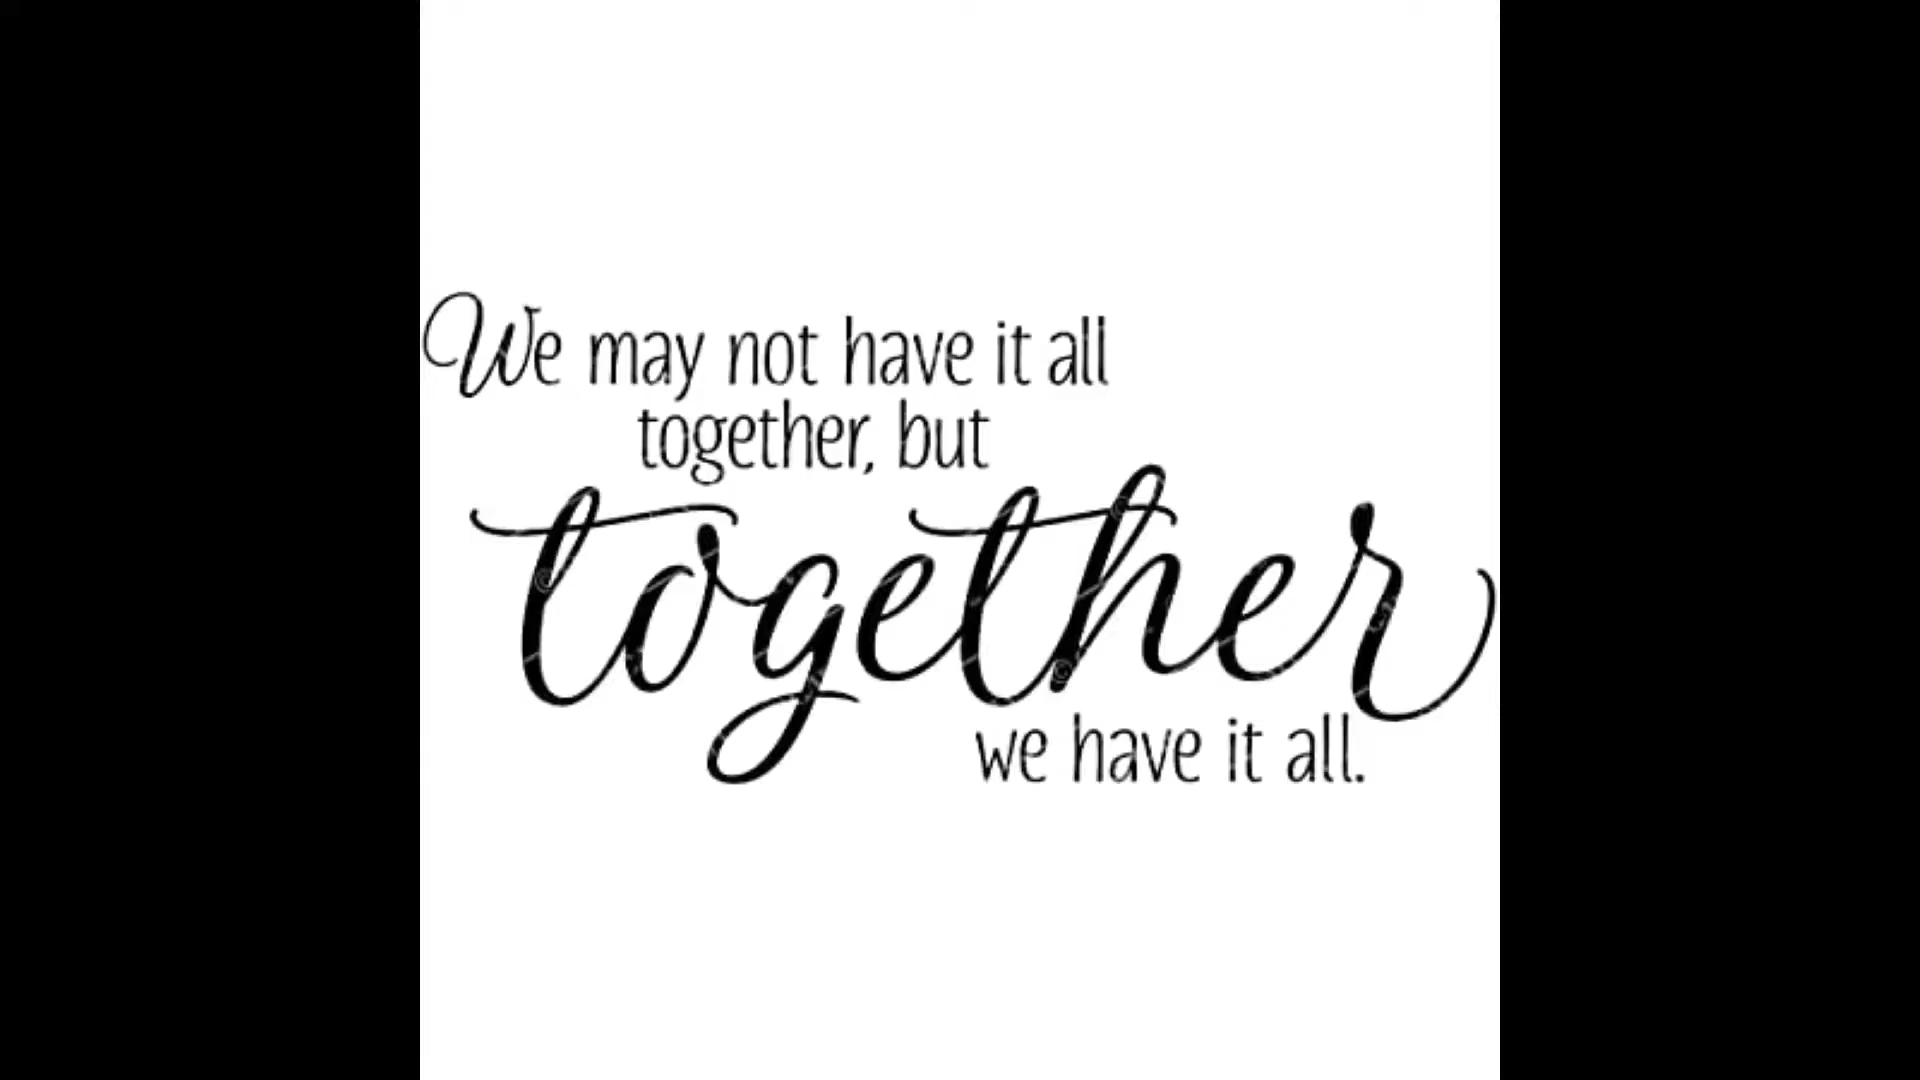 We may not have it all
together, but
together
we have it all.